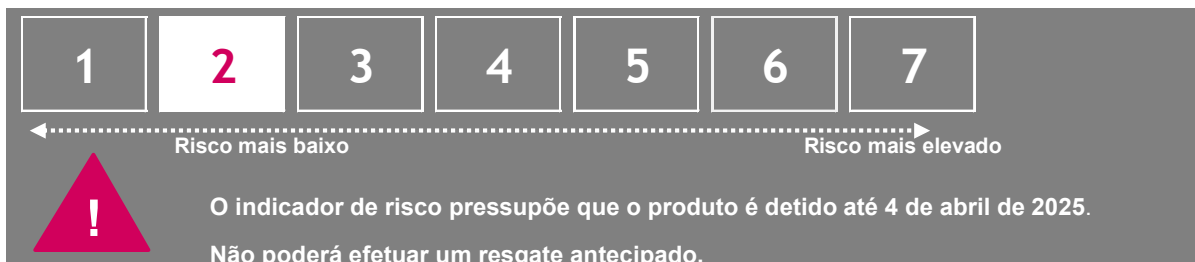 1 2 3 4 5 6 7
Risco mais baixo Risco mais elevado
! O indicador de risco pressupõe que o produto é detido até 4 de abril de 2025.
Não poderá efetuar um resgate antecipado.